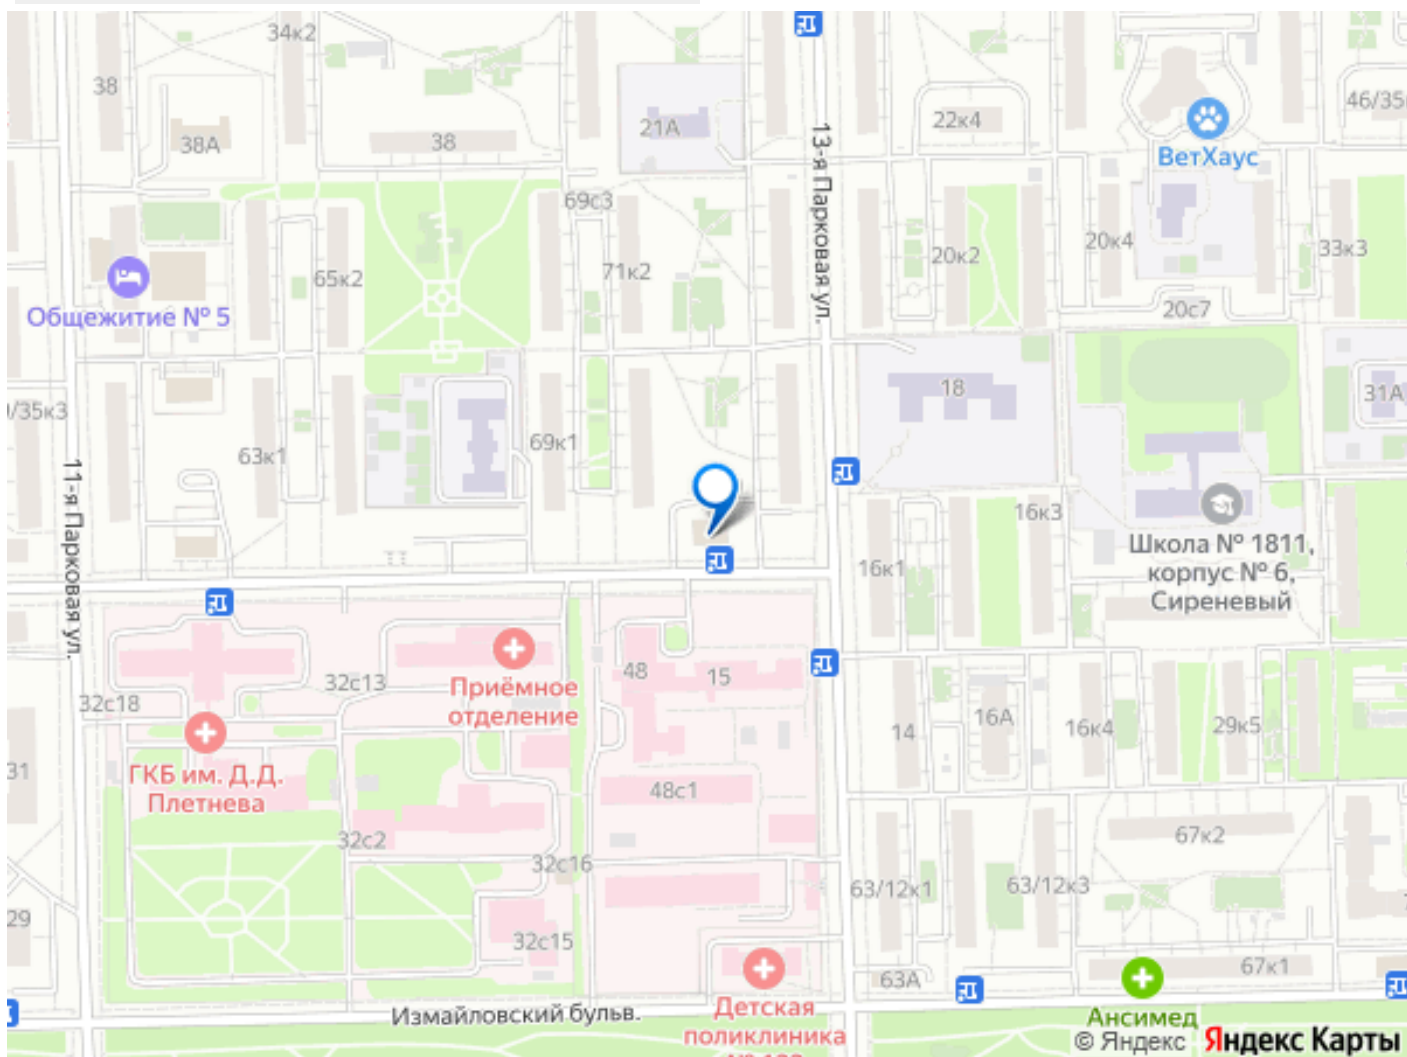 34к2
38
38А
38
21А
22к4
46/35
ВетХаус
13-я Парковая ул.
69с3
71к2
65к2
20к2
20к4
33к3
20с7
Общежитие № 5
/35к3
63к1
69к1
18
31А
11-я Парковая ул.
16к1
16к3
Школа № 1811,
корпус № 6,
Сиреневый
32с18
32с13
Приёмное
отделение
48
15
14
16А
16к4
29к5
31
ГКБ им. Д.Д.
Плетнева
48с1
32с2
32с16
67к2
63/12к1
63/12к3
29
32с15
63А
67к1
Измайловский бульв.
Детская
поликлиника
Ансимед
© Яндекс Яндекс Карты